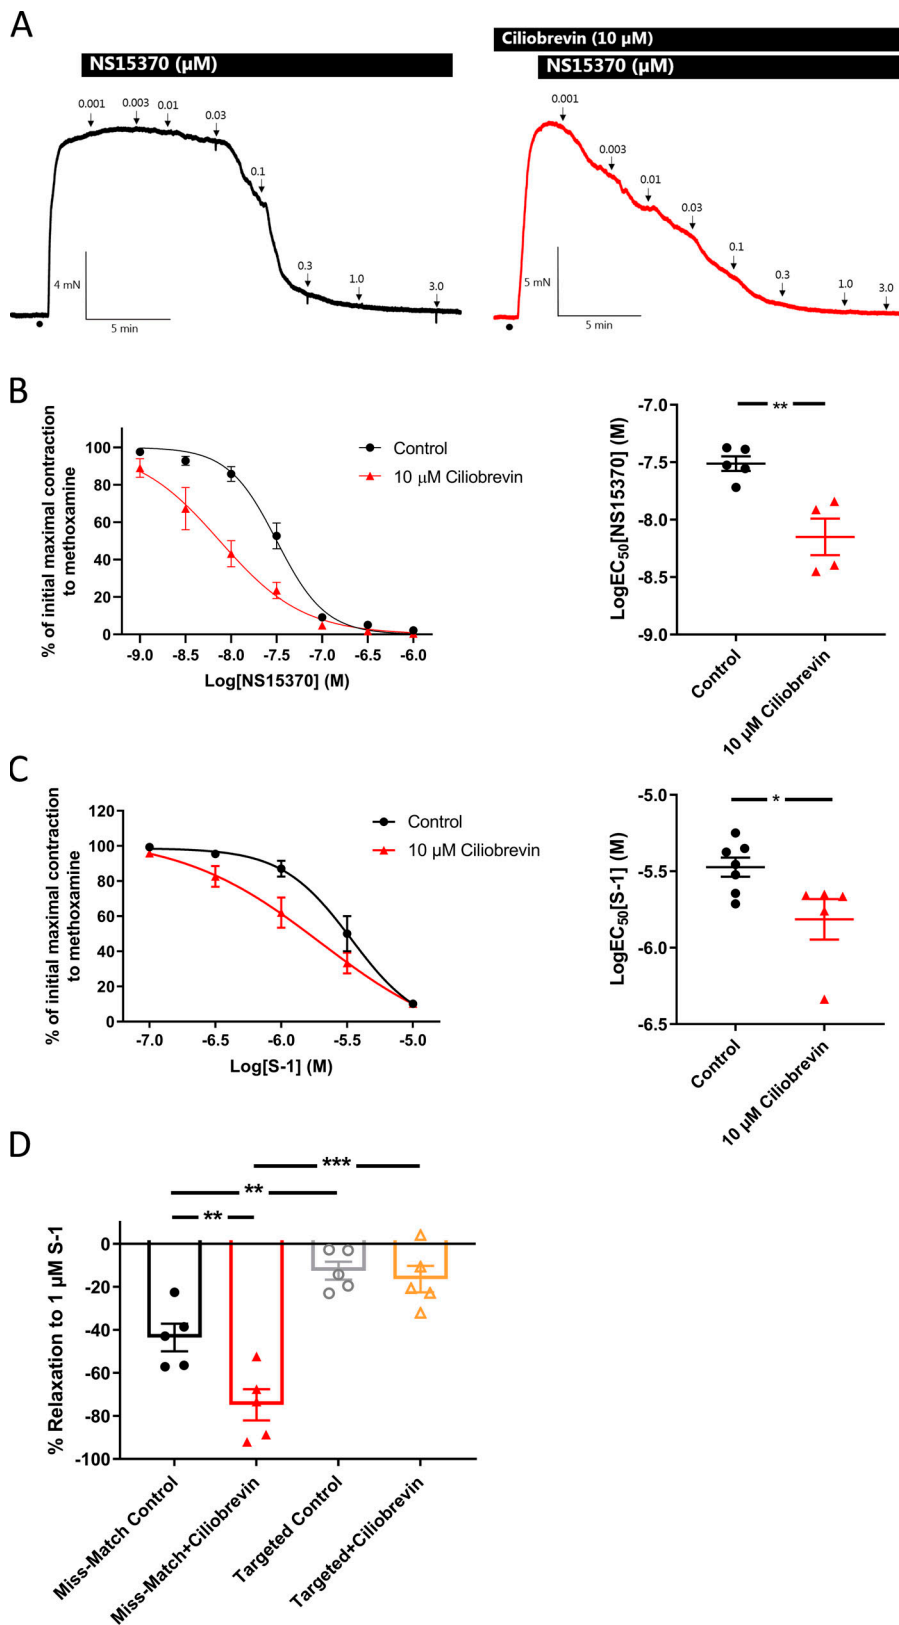 A
NS15370 (µM)
0.001
0.003
0.01
0.03
0.1
0.3
1.0
3.0
4 mN
5 min
Ciliobrevin (10 µM)
NS15370 (µM)
0.001
0.003
0.01
0.03
0.1
0.3
1.0
3.0
5 mN
5 min
B
% of initial maximal contraction
to methoxamine
100
80
60
40
20
0
-9.0 -8.5 -8.0 -7.5 -7.0 -6.5 -6.0
Log[NS15370] (M)
Control
10 µM Ciliobrevin
LogEC50[NS15370] (M)
-7.0
-7.5
-8.0
-8.5
-9.0
**
Control
10 µM Ciliobrevin
C
% of initial maximal contraction
to methoxamine
120
100
80
60
40
20
0
-7.0 -6.5 -6.0 -5.5 -5.0
Log[S-1] (M)
Control
10 µM Ciliobrevin
LogEC50[S-1] (M)
-5.0
-5.5
-6.0
-6.5
*
Control
10 µM Ciliobrevin
D
***
**
**
% Relaxation to 1 µM S-1
0
-20
-40
-60
-80
-100
Miss-Match Control
Miss-Match+Ciliobrevin
Targeted Control
Targeted+Ciliobrevin